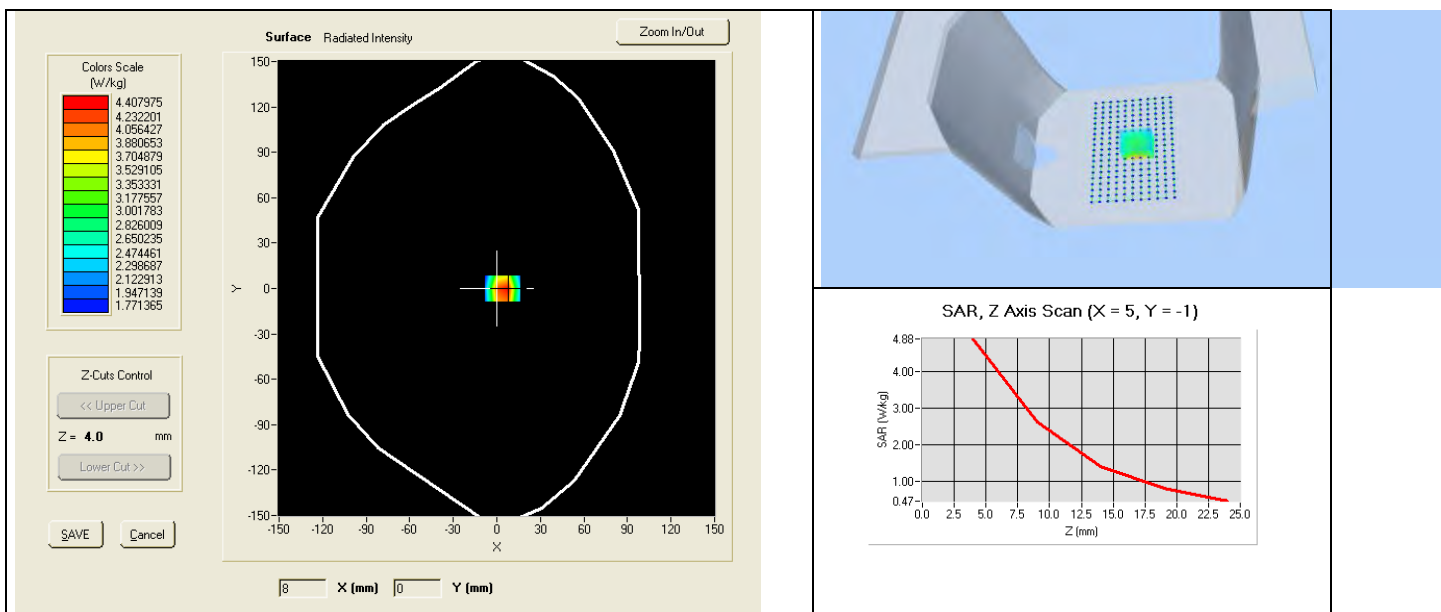 Surface Radiated Intensity
Zoom In/Out
Colors Scale
(W/kg)
4.407975
4.232201
4.056427
3.880653
3.704879
3.529105
3.353331
3.177557
3.001783
2.826009
2.650235
2.474461
2.298687
2.122913
1.947139
1.771365
Z-Cuts Control
<< Upper Cut
Z = 4.0 mm
Lower Cut >>
SAVE
Cancel
150
120
90
60
30
0
-30
-60
-90
-120
-150
Y
-150 -120 -90 -60 -30 0 30 60 90 120 150
X
8 X (mm) 0 Y (mm)
SAR, Z Axis Scan (X = 5, Y = -1)
4.88
4.00
3.00
2.00
1.00
0.47
SAR (W/kg)
0.0 2.5 5.0 7.5 10.0 12.5 15.0 17.5 20.0 22.5 25.0
Z (mm)